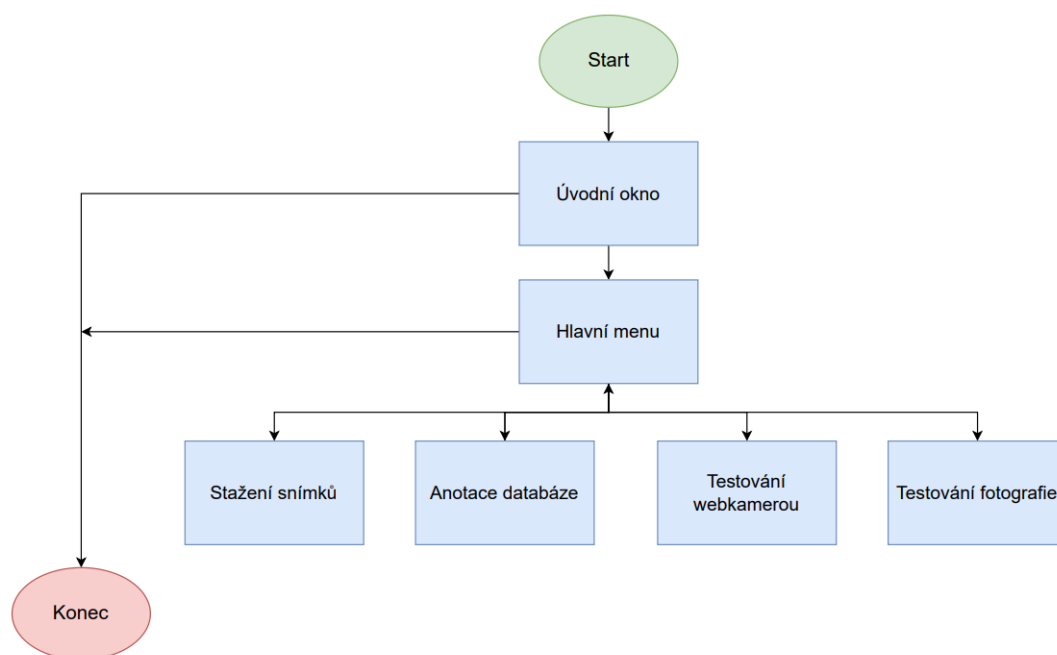 Start
Úvodní okno
Hlavní menu
Stažení snímků
Anotace databáze
Testování
webkamerou
Testování fotografie
Konec